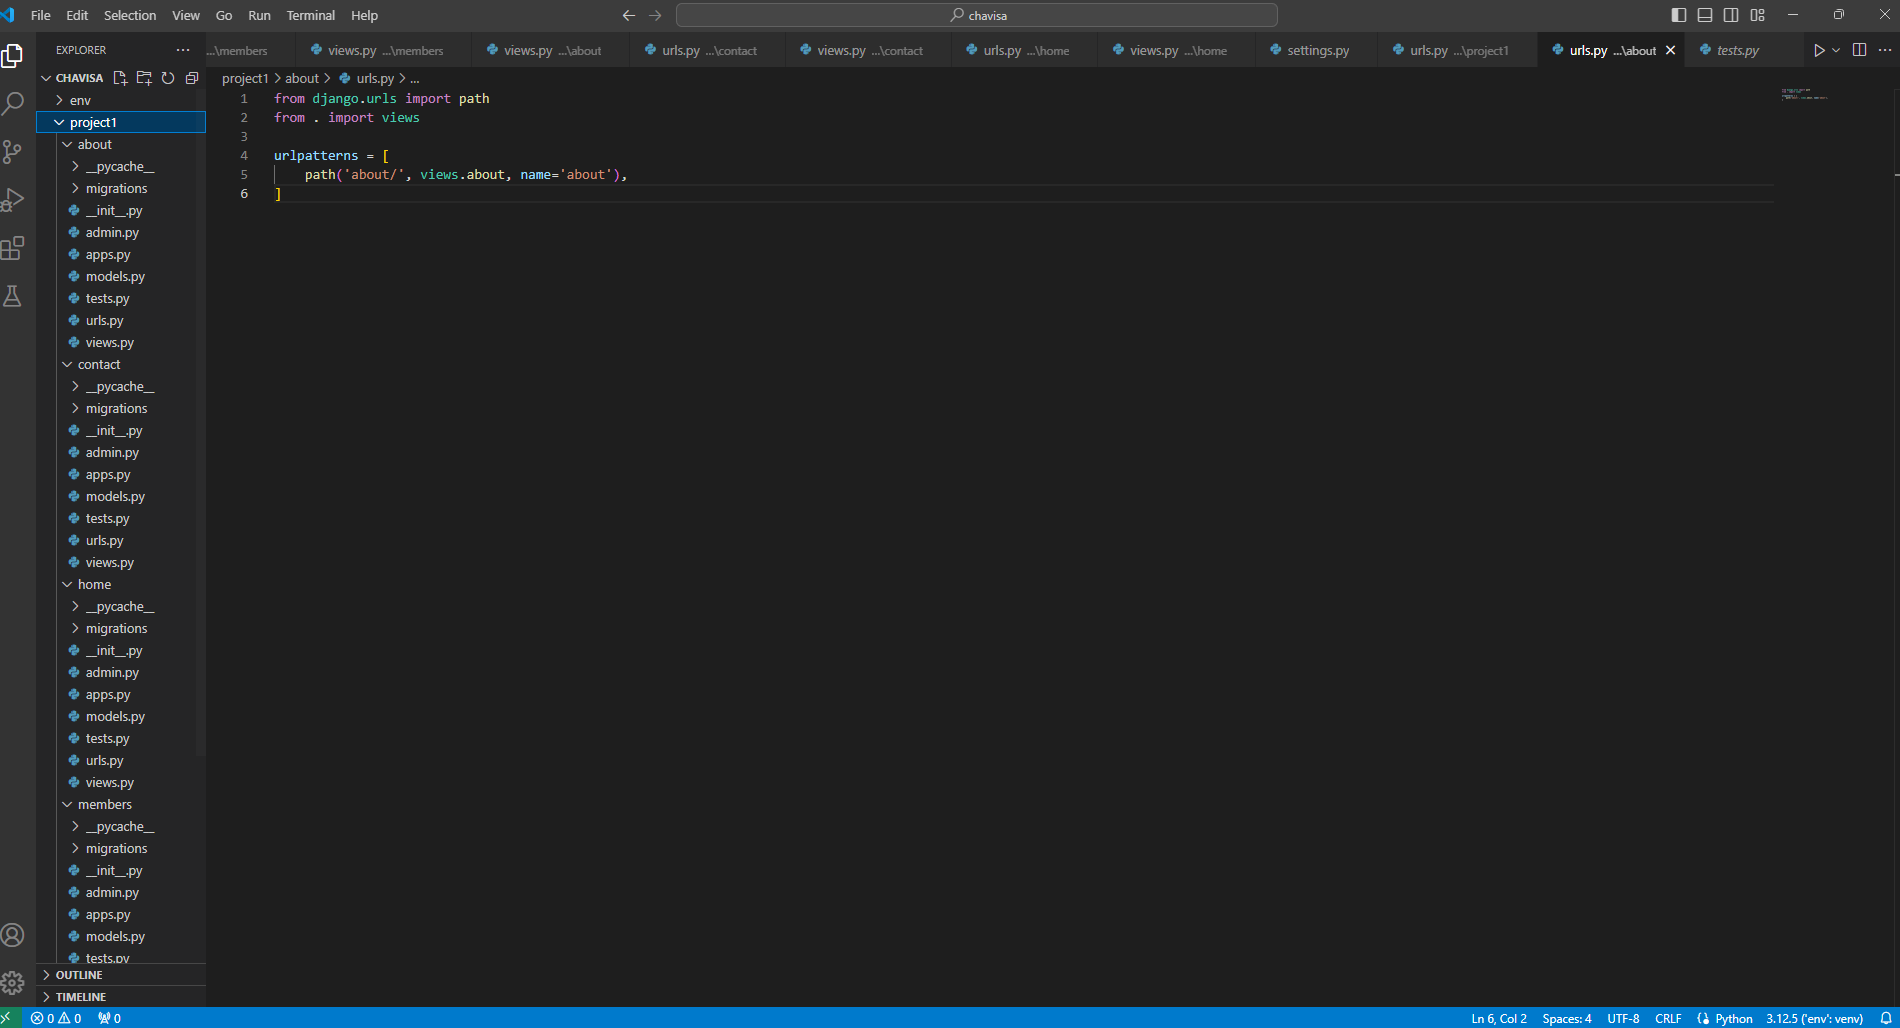 File Edit Selection View Go Run Terminal Help
chavisa
EXPLORER
...\members views.py ...\members views.py ...\about urls.py ...\contact views.py ...\contact urls.py ...\home views.py ...\home settings.py urls.py ...\project1 urls.py ...\about tests.py
CHAVISA
project1 > about > urls.py > ...
env
project1
about
__pycache__
migrations
__init__.py
admin.py
apps.py
models.py
tests.py
urls.py
views.py
contact
__pycache__
migrations
__init__.py
admin.py
apps.py
models.py
tests.py
urls.py
views.py
home
__pycache__
migrations
__init__.py
admin.py
apps.py
models.py
tests.py
urls.py
views.py
members
__pycache__
migrations
__init__.py
admin.py
apps.py
models.py
tests.py
OUTLINE
TIMELINE
1 from django.urls import path
2 from . import views
3
4 urlpatterns = [
5 path('about/', views.about, name='about'),
6 ]
0 0 0 Ln 6, Col 2 Spaces: 4 UTF-8 CRLF Python 3.12.5 ('env': venv)